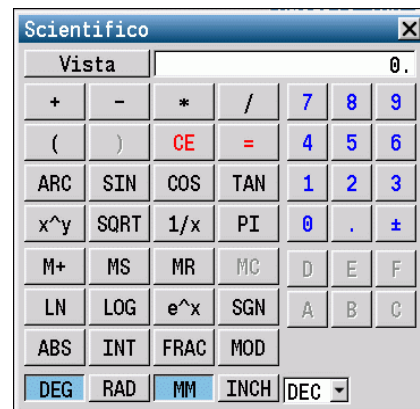 Scientifico
Vista 0.
+ - * / 7 8 9
( ) CE = 4 5 6
ARC SIN COS TAN 1 2 3
x^y SQRT 1/x PI 0 . ±
M+ MS MR MC D E F
LN LOG e^x SGN A B C
ABS INT FRAC MOD
DEG RAD MM INCH DEC